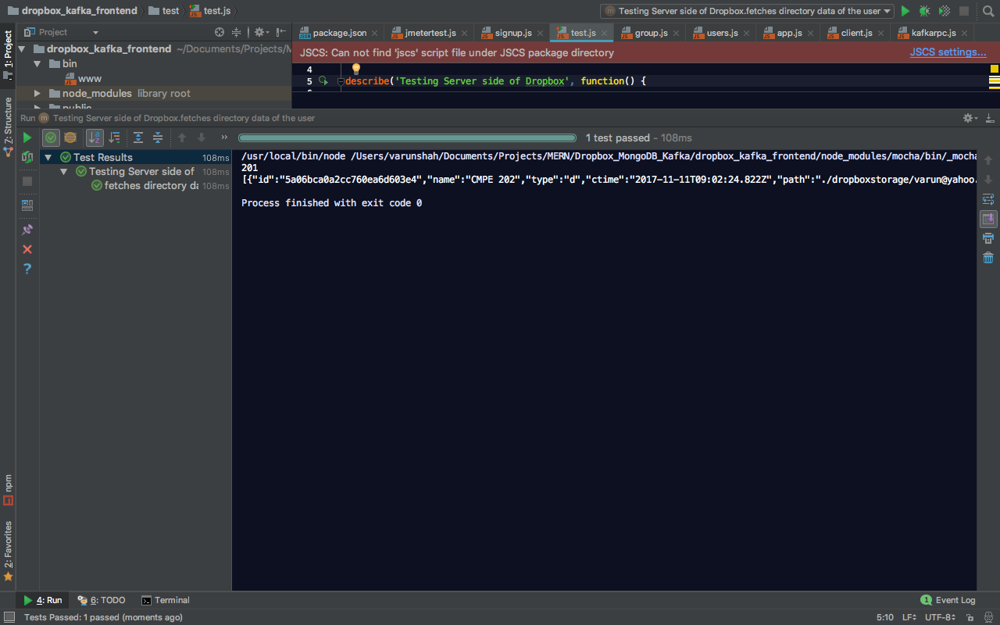 dropbox_kafka_frontend test test.js Testing Server side of Dropbox.fetches directory data of the user
1: Project
Project
package.json jmetertest.js signup.js test.js group.js users.js app.js client.js kafkarpc.js
dropbox_kafka_frontend ~/Documents/Projects/M
bin
www
node_modules library root
public
JSCS: Can not find 'jscs' script file under JSCS package directory JSCS settings...
4
5 describe('Testing Server side of Dropbox', function() {
Z: Structure
Run Testing Server side of Dropbox.fetches directory data of the user
1 test passed - 108ms
Test Results 108ms
Testing Server side of 108ms
fetches directory da 108ms
/usr/local/bin/node /Users/varunshah/Documents/Projects/MERN/Dropbox_MongoDB_Kafka/dropbox_kafka_frontend/node_modules/mocha/bin/_mocha
201
[{"id":"5a06bca0a2cc760ea6d603e4","name":"CMPE 202","type":"d","ctime":"2017-11-11T09:02:24.822Z","path":"./dropboxstorage/varun@yahoo.
Process finished with exit code 0
npm
2: Favorites
4: Run 6: TODO Terminal 1 Event Log
Tests Passed: 1 passed (moments ago) 5:10 LF UTF-8